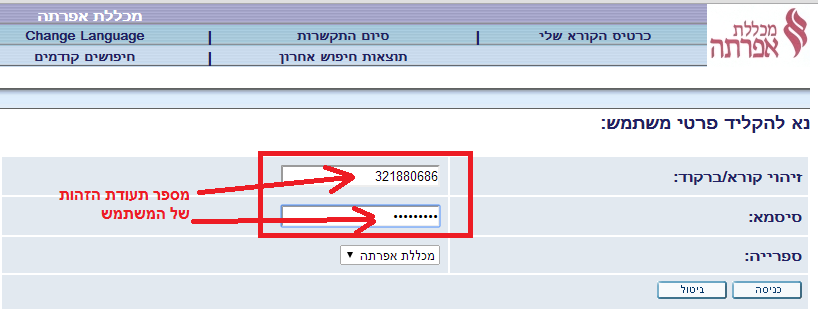 מכללת אפרתה
מכללת
אפרתה
כרטיס הקורא שלי | סיום התקשרות | Change Language
תוצאות חיפוש אחרון | חיפושים קודמים
נא להקליד פרטי משתמש:
זיהוי קורא/ברקוד: 321880686
מספר תעודת הזהות
של המשתמש
סיסמא: •••••••••
ספרייה: מכללת אפרתה ▼
כניסה ביטול